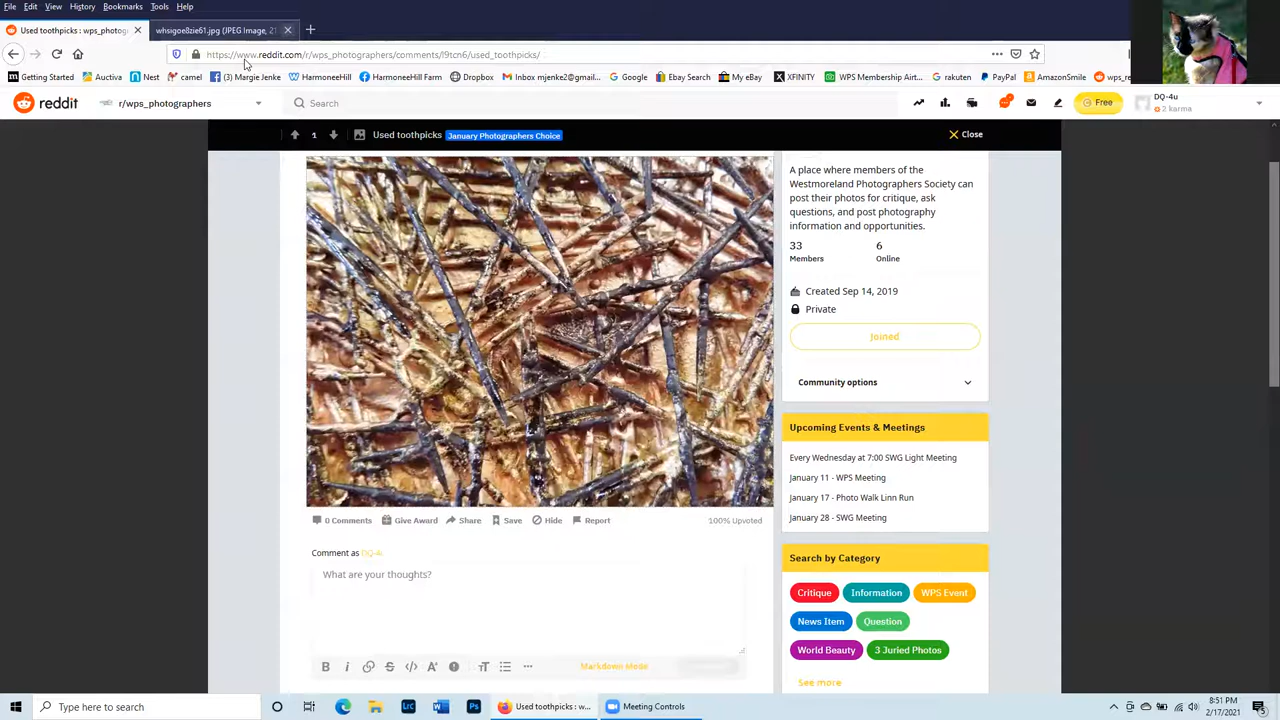 File Edit View History Bookmarks Tools Help
Used toothpicks : wps_photog
whsigoe8zie61.jpg (JPEG Image, 21
https://www.reddit.com/r/wps_photographers/comments/l9tcn6/used_toothpicks/
Getting Started Auctiva Nest camel (3) Margie Jenke HarmoneeHill HarmoneeHill Farm Dropbox Inbox mjenke2@gmail... Google Ebay Search My eBay XFINITY WPS Membership Airt... rakuten PayPal AmazonSmile wps_re
reddit r/wps_photographers Search Free DQ-4u
2 karma
1 Used toothpicks January Photographers Choice Close
A place where members of the
Westmoreland Photographers Society can
post their photos for critique, ask
questions, and post photography
information and opportunities.
33 6
Members Online
Created Sep 14, 2019
Private
Joined
Community options
Upcoming Events & Meetings
Every Wednesday at 7:00 SWG Light Meeting
January 11 - WPS Meeting
January 17 - Photo Walk Linn Run
January 28 - SWG Meeting
0 Comments Give Award Share Save Hide Report 100% Upvoted
Comment as DQ-4u
What are your thoughts?
Markdown Mode
Search by Category
Critique Information WPS Event
News Item Question
World Beauty 3 Juried Photos
See more
Type here to search
Used toothpicks : w...
Meeting Controls
8:51 PM
2/17/2021